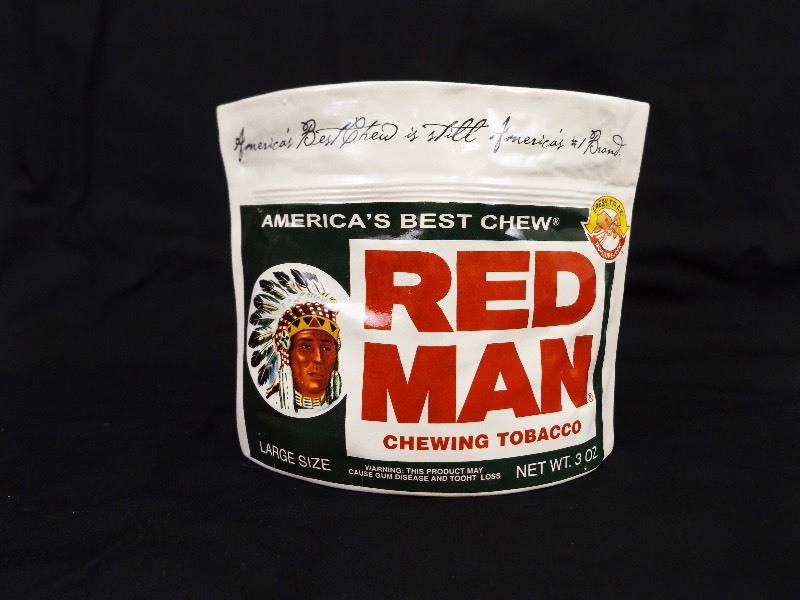 America's Best Chew is still America's #1 Brand.
AMERICA'S BEST CHEW®
RED
MAN®
CHEWING TOBACCO
LARGE SIZE
WARNING: THIS PRODUCT MAY
CAUSE GUM DISEASE AND TOOHT LOSS
NET WT. 3 OZ